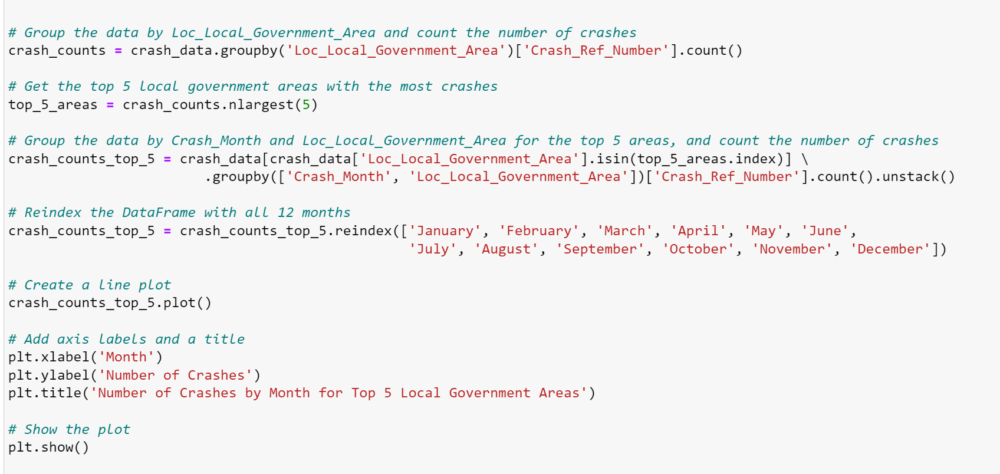 # Group the data by Loc_Local_Government_Area and count the number of crashes
crash_counts = crash_data.groupby('Loc_Local_Government_Area')['Crash_Ref_Number'].count()
# Get the top 5 local government areas with the most crashes
top_5_areas = crash_counts.nlargest(5)
# Group the data by Crash_Month and Loc_Local_Government_Area for the top 5 areas, and count the number of crashes
crash_counts_top_5 = crash_data[crash_data['Loc_Local_Government_Area'].isin(top_5_areas.index)] \
.groupby(['Crash_Month', 'Loc_Local_Government_Area'])['Crash_Ref_Number'].count().unstack()
# Reindex the DataFrame with all 12 months
crash_counts_top_5 = crash_counts_top_5.reindex(['January', 'February', 'March', 'April', 'May', 'June',
'July', 'August', 'September', 'October', 'November', 'December'])
# Create a line plot
crash_counts_top_5.plot()
# Add axis labels and a title
plt.xlabel('Month')
plt.ylabel('Number of Crashes')
plt.title('Number of Crashes by Month for Top 5 Local Government Areas')
# Show the plot
plt.show()